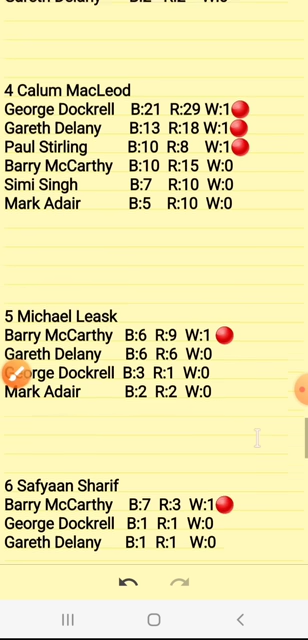 4 Calum MacLeod
George Dockrell B:21 R:29 W:1
Gareth Delany B:13 R:18 W:1
Paul Stirling B:10 R:8 W:1
Barry McCarthy B:10 R:15 W:0
Simi Singh B:7 R:10 W:0
Mark Adair B:5 R:10 W:0
5 Michael Leask
Barry McCarthy B:6 R:9 W:1
Gareth Delany B:6 R:6 W:0
George Dockrell B:3 R:1 W:0
Mark Adair B:2 R:2 W:0
6 Safyaan Sharif
Barry McCarthy B:7 R:3 W:1
George Dockrell B:1 R:1 W:0
Gareth Delany B:1 R:1 W:0